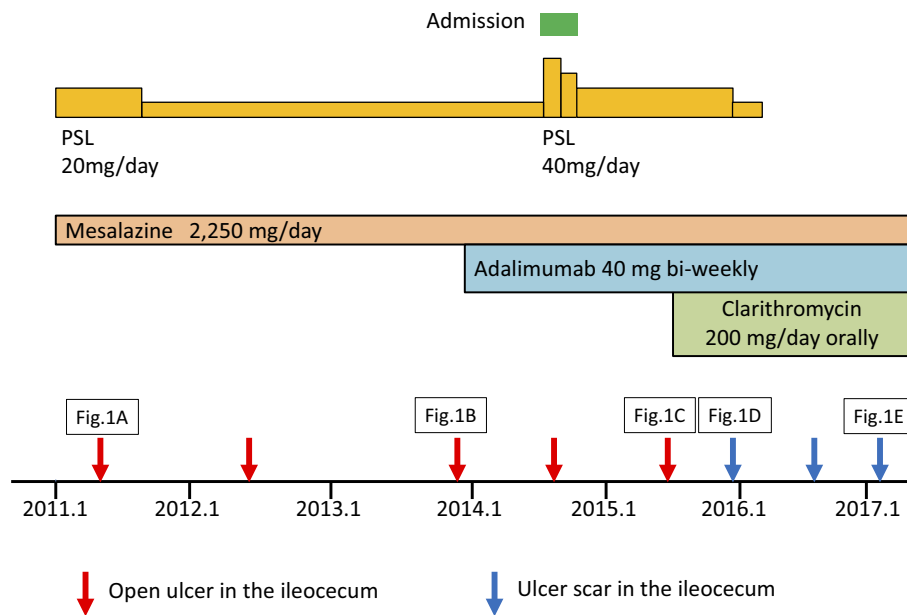 Admission
PSL
20mg/day
PSL
40mg/day
Mesalazine 2,250 mg/day
Adalimumab 40 mg bi-weekly
Clarithromycin
200 mg/day orally
Fig.1A
Fig.1B
Fig.1C
Fig.1D
Fig.1E
2011.1
2012.1
2013.1
2014.1
2015.1
2016.1
2017.1
Open ulcer in the ileocecum
Ulcer scar in the ileocecum